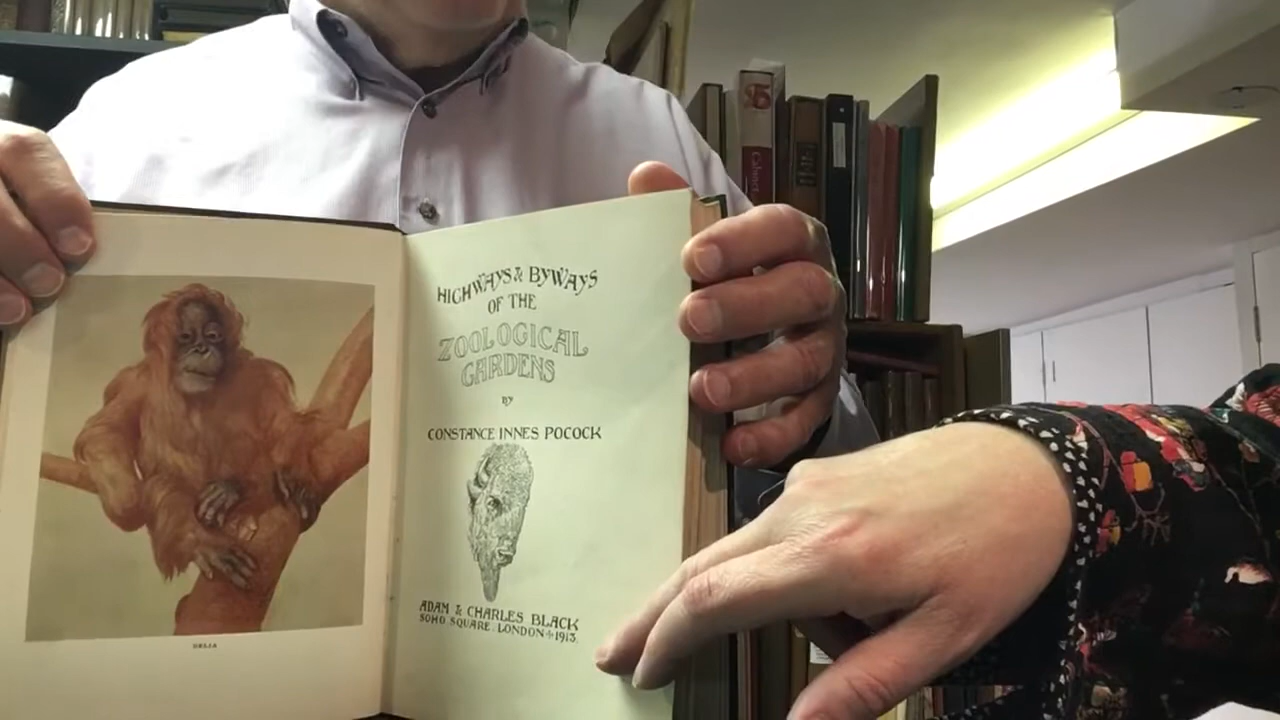 HIGHWAYS & BYWAYS
OF THE
ZOOLOGICAL
GARDENS
BY
CONSTANCE INNES POCOCK
ADAM & CHARLES BLACK
SOHO SQUARE. LONDON + 1913.